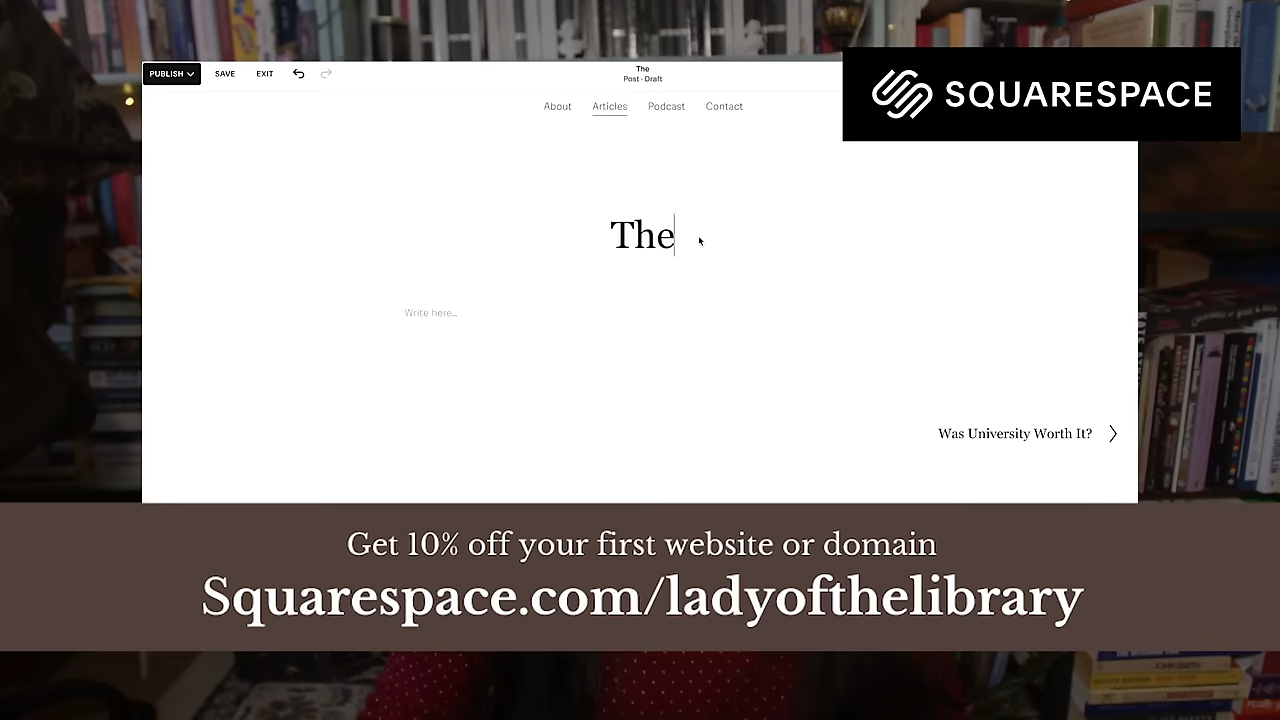 PUBLISH SAVE EXIT
The
Post · Draft
SQUARESPACE
About Articles Podcast Contact
The
Write here...
Was University Worth It?
Get 10% off your first website or domain
Squarespace.com/ladyofthelibrary